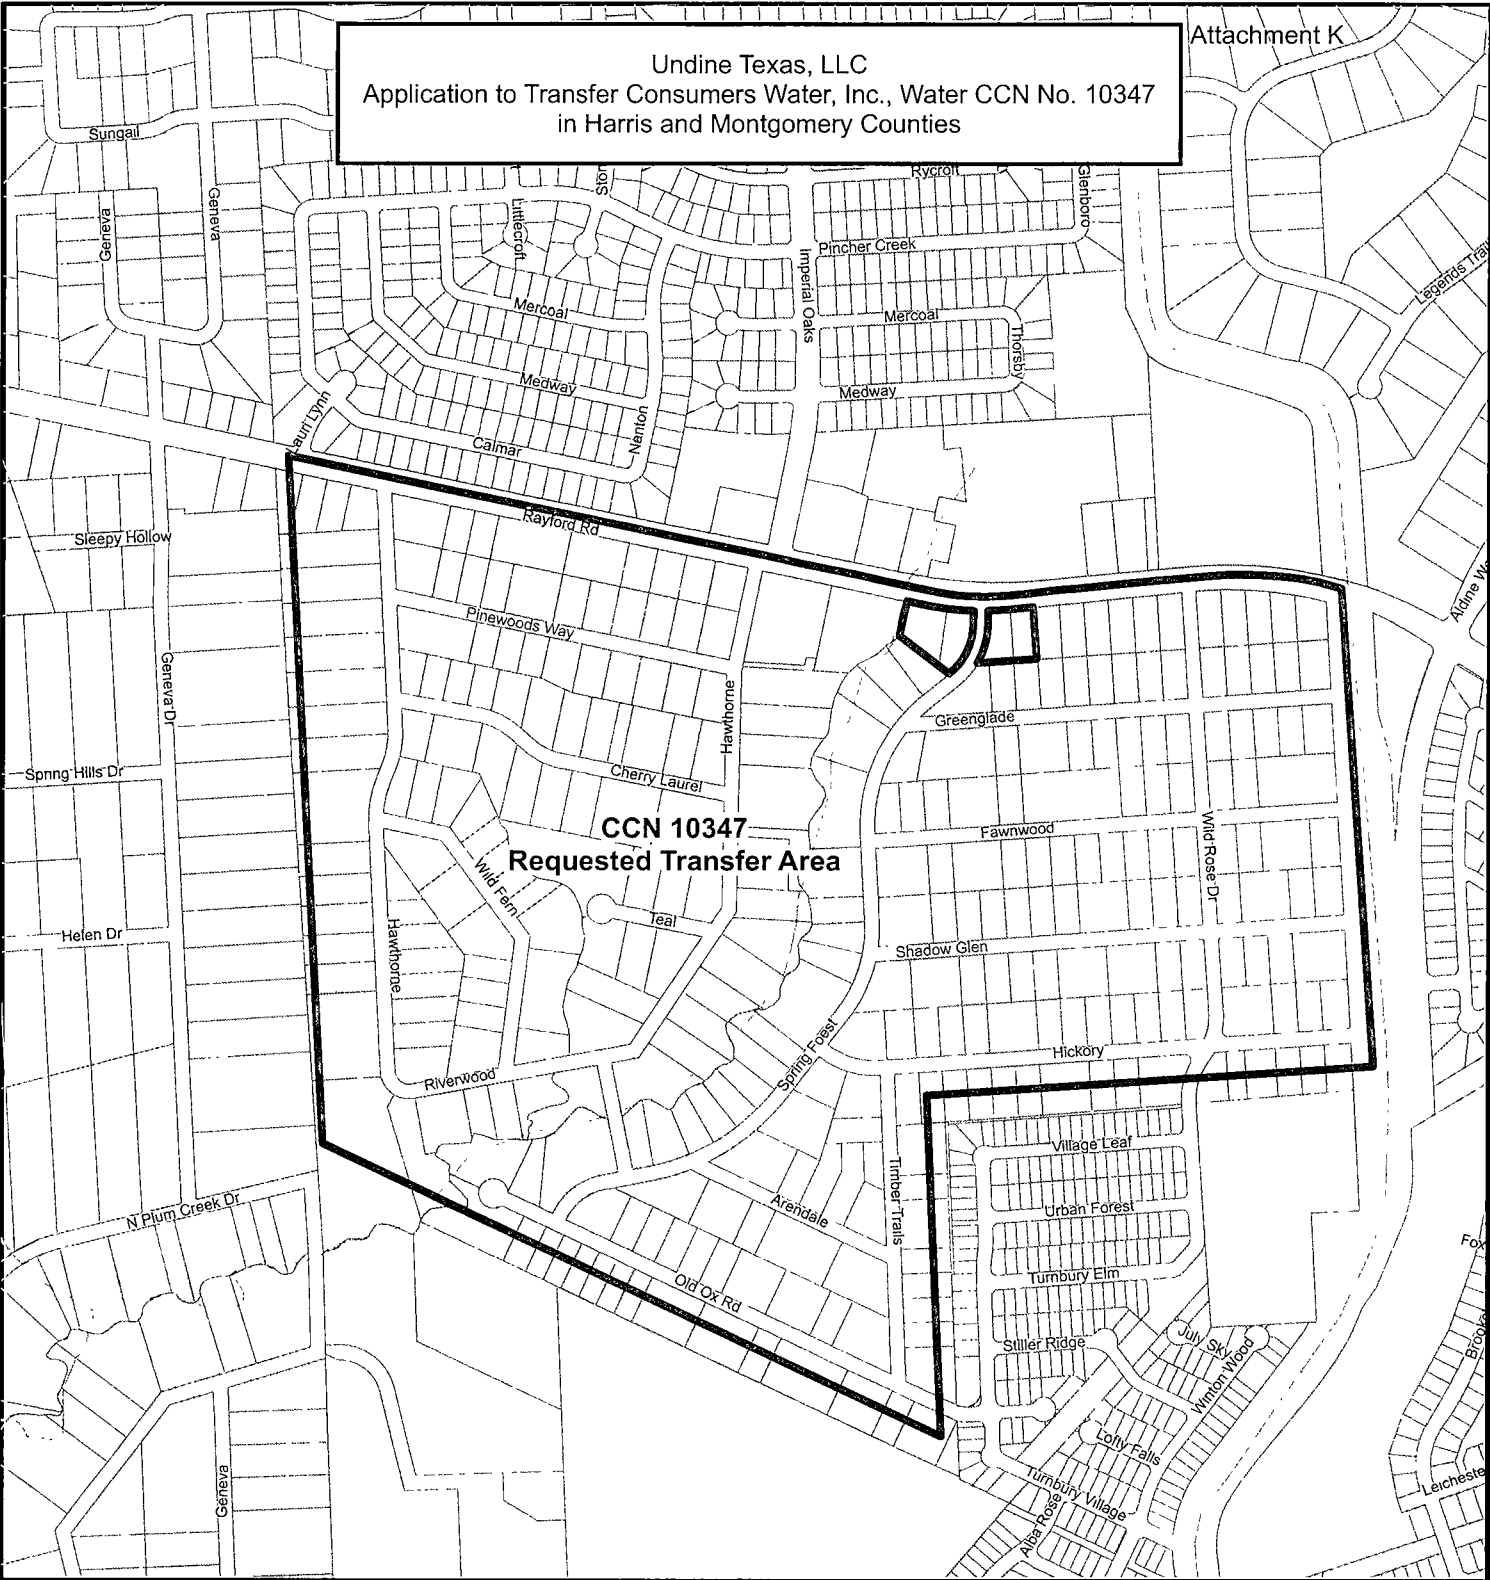 Attachment K
Undine Texas, LLC
Application to Transfer Consumers Water, Inc., Water CCN No. 10347
in Harris and Montgomery Counties
Sungail
Rycroft
Glenboro
Geneva
Geneva
Littlecroft
Pincher Creek
Imperial Oaks
Legends Trail
Mercoal
Mercoal
Thorsby
Medway
Medway
Lauri Lynn
Nanton
Calmar
Rayford Rd
Sleepy Hollow
Pinewoods Way
Geneva Dr
Hawthorne
Greenglade
Spring Hills Dr
Cherry Laurel
CCN 10347
Requested Transfer Area
Fawnwood
Wild Rose Dr
Wild Fern
Teal
Helen Dr
Hawthorne
Shadow Glen
Spring Foest
Hickory
Riverwood
Village Leaf
Timber Trails
N Plum Creek Dr
Arendale
Urban Forest
Turnbury Elm
Old Ox Rd
July SKY
Stiller Ridge
Winton Wood
Lofty Falls
Turnbury Village
Alba Rose
Geneva